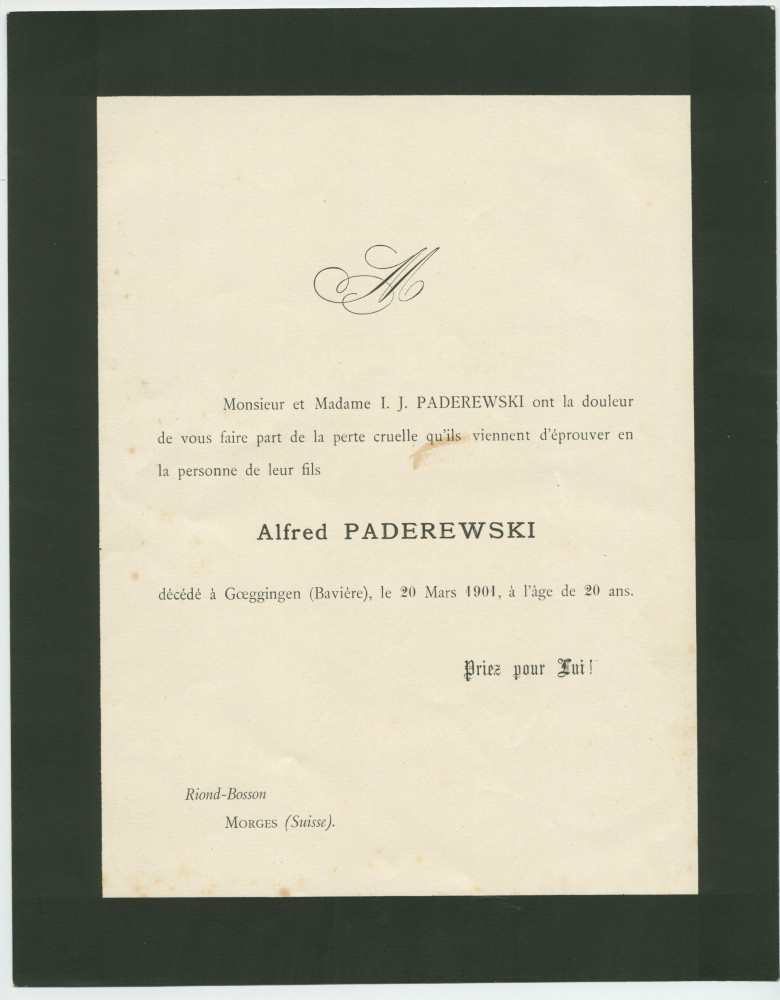 M
Monsieur et Madame I. J. PADEREWSKI ont la douleur
de vous faire part de la perte cruelle qu'ils viennent d'éprouver en
la personne de leur fils
Alfred PADEREWSKI
décédé à Gœggingen (Bavière), le 20 Mars 1901, à l'âge de 20 ans.
Priez pour Lui!
Riond-Bosson
MORGES (Suisse).